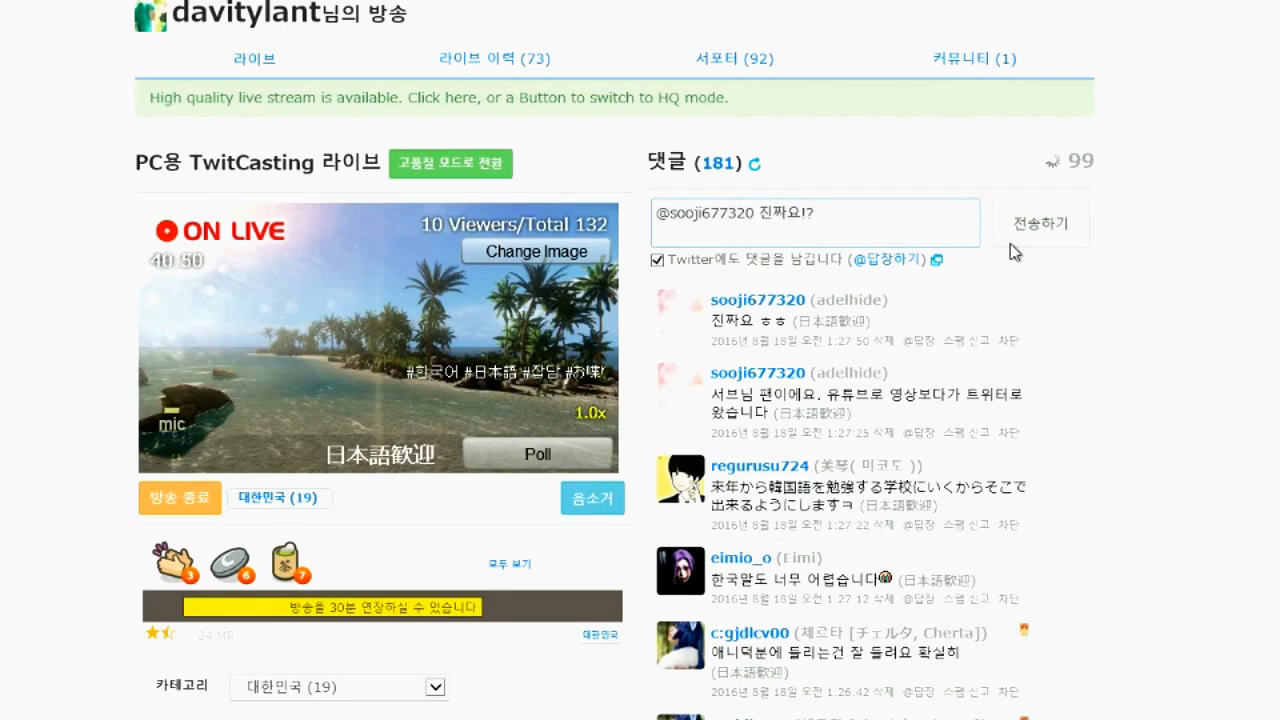 davitylant님의 방송
라이브
라이브 이력 (73)
서포터 (92)
커뮤니티 (1)
High quality live stream is available. Click here, or a Button to switch to HQ mode.
PC용 TwitCasting 라이브
고품질 모드로 전환
ON LIVE
40:50
10 Viewers/Total 132
Change Image
#한국어 #日本語 #잡담 #お喋
1.0x
mic
日本語歓迎
Poll
방송 종료
대한민국 (19)
음소거
3
6
茶
7
모두 보기
방송을 30분 연장하실 수 있습니다
24 MP
대한민국
카테고리
대한민국 (19)
댓글 (181)
99
@sooji677320 진짜요!?
전송하기
Twitter에도 댓글을 남깁니다 (@답장하기)
sooji677320 (adelhide)
진짜요 ㅎㅎ (日本語歓迎)
2016년 8월 18일 오전 1:27:50 삭제 @답장 스팸 신고 차단
sooji677320 (adelhide)
서브님 팬이에요. 유튜브로 영상보다가 트위터로
왔습니다 (日本語歓迎)
2016년 8월 18일 오전 1:27:25 삭제 @답장 스팸 신고 차단
regurusu724 (美琴( 미코도 ))
来年から韓国語を勉強する学校にいくからそこで
出来るようにしますヨ (日本語歓迎)
2016년 8월 18일 오전 1:27:22 삭제 @답장 스팸 신고 차단
eimio_o (Eimi)
한국말도 너무 어렵습니다 (日本語歓迎)
2016년 8월 18일 오전 1:27:12 삭제 @답장 스팸 신고 차단
c:gjdlcv00 (체르타 [チェルタ, Cherta])
애니덕분에 들리는건 잘 들려요 확실히
(日本語歓迎)
2016년 8월 18일 오전 1:26:42 삭제 @답장 스팸 신고 차단